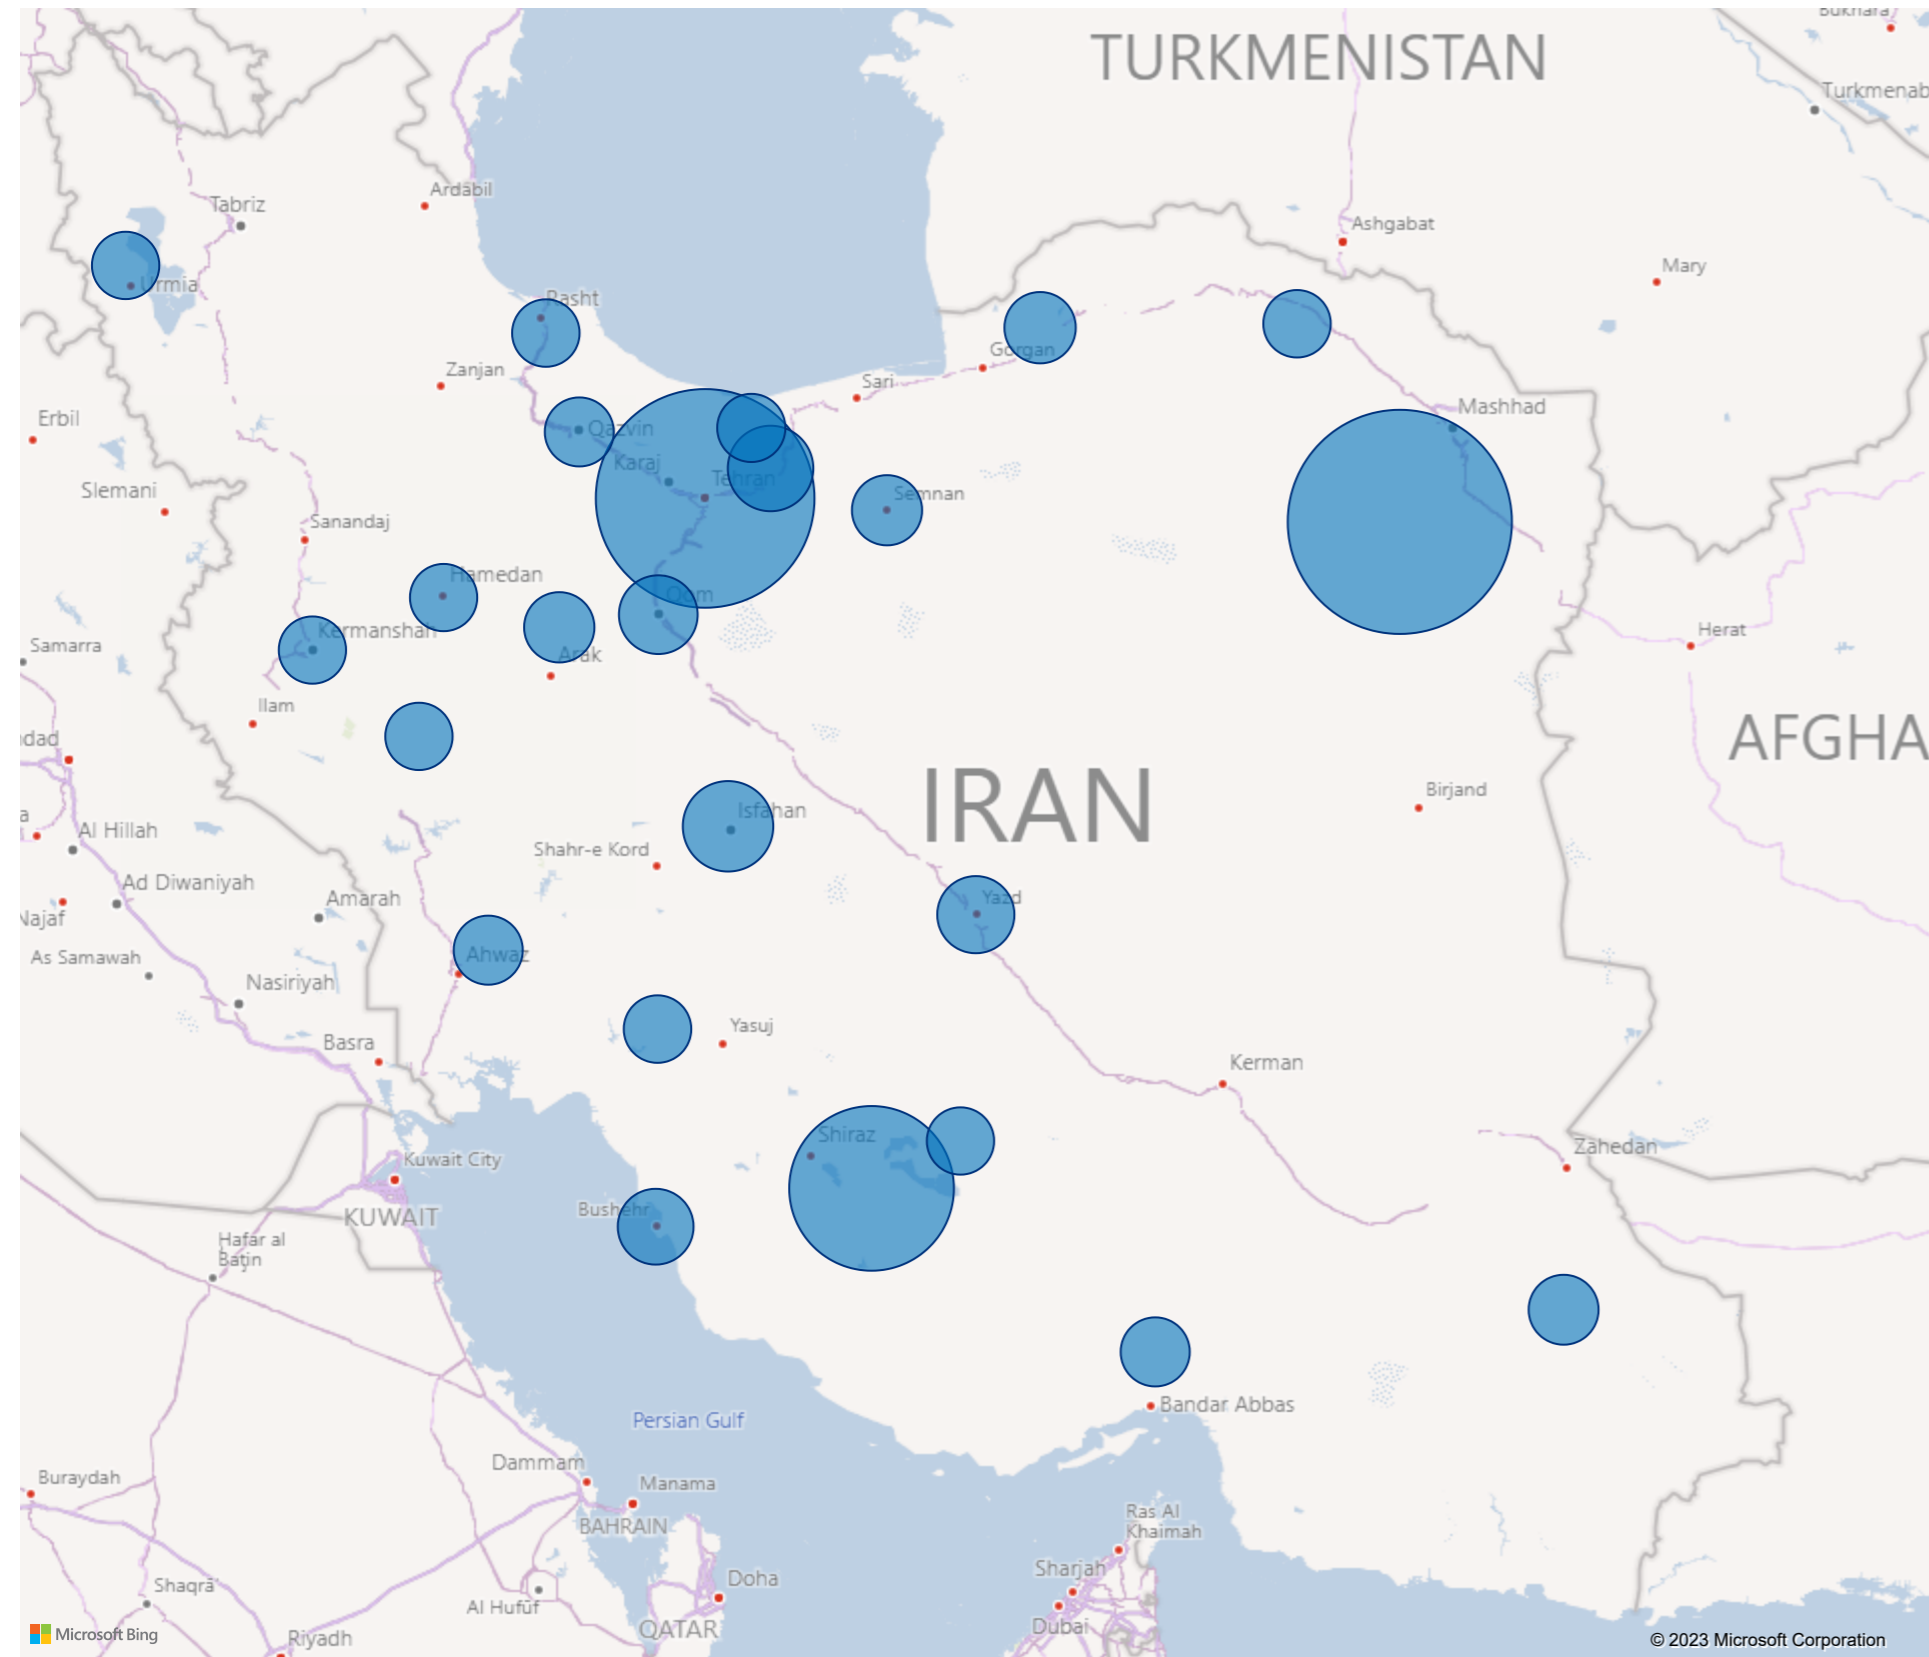 Bukhara
TURKMENISTAN
Turkmenab
Ardabil
Tabriz
Ashgabat
Mary
Urmia
Rasht
Gorgan
Zanjan
Sari
Mashhad
Erbil
Qazvin
Karaj
Tehran
Slemani
Semnan
Sanandaj
Hamedan
Qom
Kermanshah
Herat
Samarra
Arak
Ilam
dad
AFGHA
IRAN
Birjand
Isfahan
a
Al Hillah
Shahr-e Kord
Ad Diwaniyah
Amarah
Yazd
Najaf
As Samawah
Ahwaz
Nasiriyah
Yasuj
Basra
Kerman
Shiraz
Zahedan
Kuwait City
KUWAIT
Bushehr
Hafar al
Baţin
Bandar Abbas
Persian Gulf
Dammam
Buraydah
Manama
BAHRAIN
Ras Al
Khaimah
Sharjah
Doha
Shaqrā'
Al Hufūf
Dubai
QATAR
Microsoft Bing
Riyadh
© 2023 Microsoft Corporation